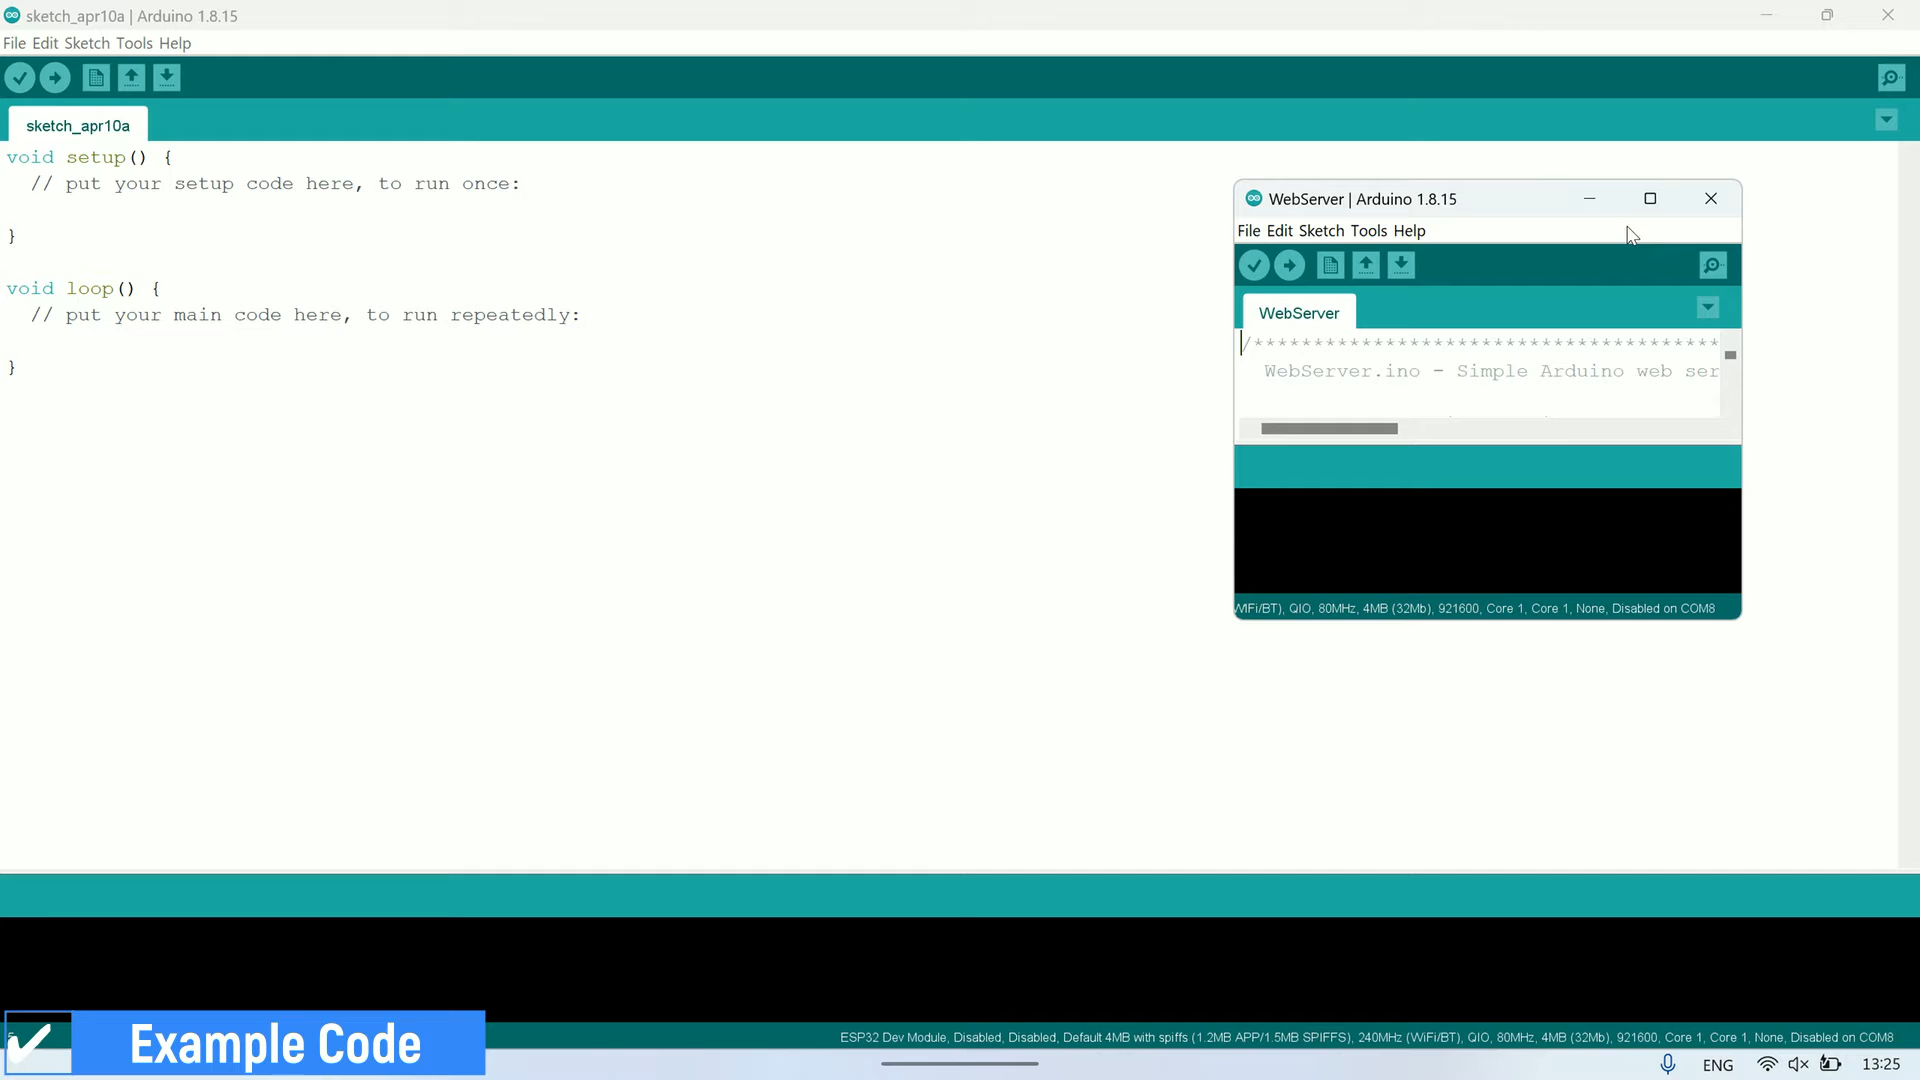 sketch_apr10a | Arduino 1.8.15
File Edit Sketch Tools Help
sketch_apr10a
void setup() {
// put your setup code here, to run once:
}
void loop() {
// put your main code here, to run repeatedly:
}
WebServer | Arduino 1.8.15
File Edit Sketch Tools Help
WebServer
/***************************************
WebServer.ino - Simple Arduino web ser
WiFi/BT), QIO, 80MHz, 4MB (32Mb), 921600, Core 1, Core 1, None, Disabled on COM8
Example Code
ESP32 Dev Module, Disabled, Disabled, Default 4MB with spiffs (1.2MB APP/1.5MB SPIFFS), 240MHz (WiFi/BT), QIO, 80MHz, 4MB (32Mb), 921600, Core 1, Core 1, None, Disabled on COM8
ENG
13:25